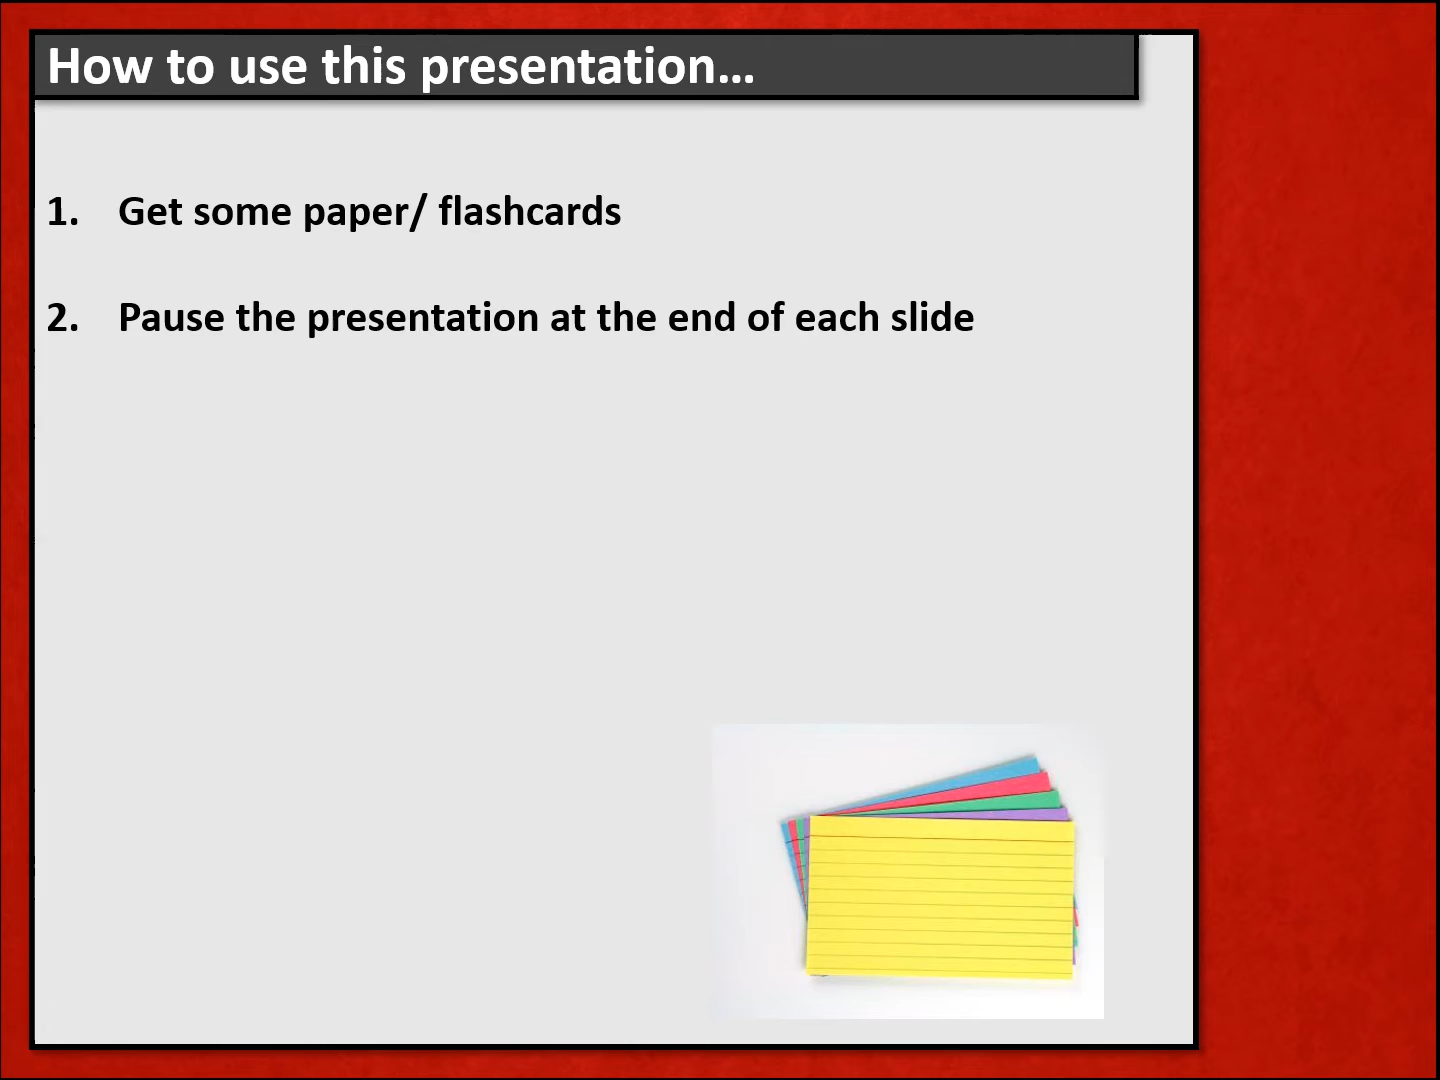 How to use this presentation...
1. Get some paper/ flashcards
2. Pause the presentation at the end of each slide